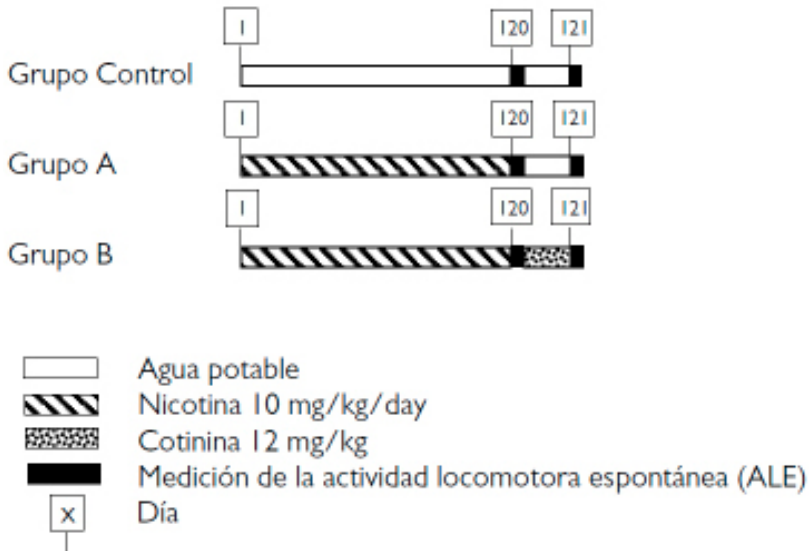 1 120 121
Grupo Control
1 120 121
Grupo A
1 120 121
Grupo B
Agua potable
Nicotina 10 mg/kg/day
Cotinina 12 mg/kg
Medición de la actividad locomotora espontánea (ALE)
x Día